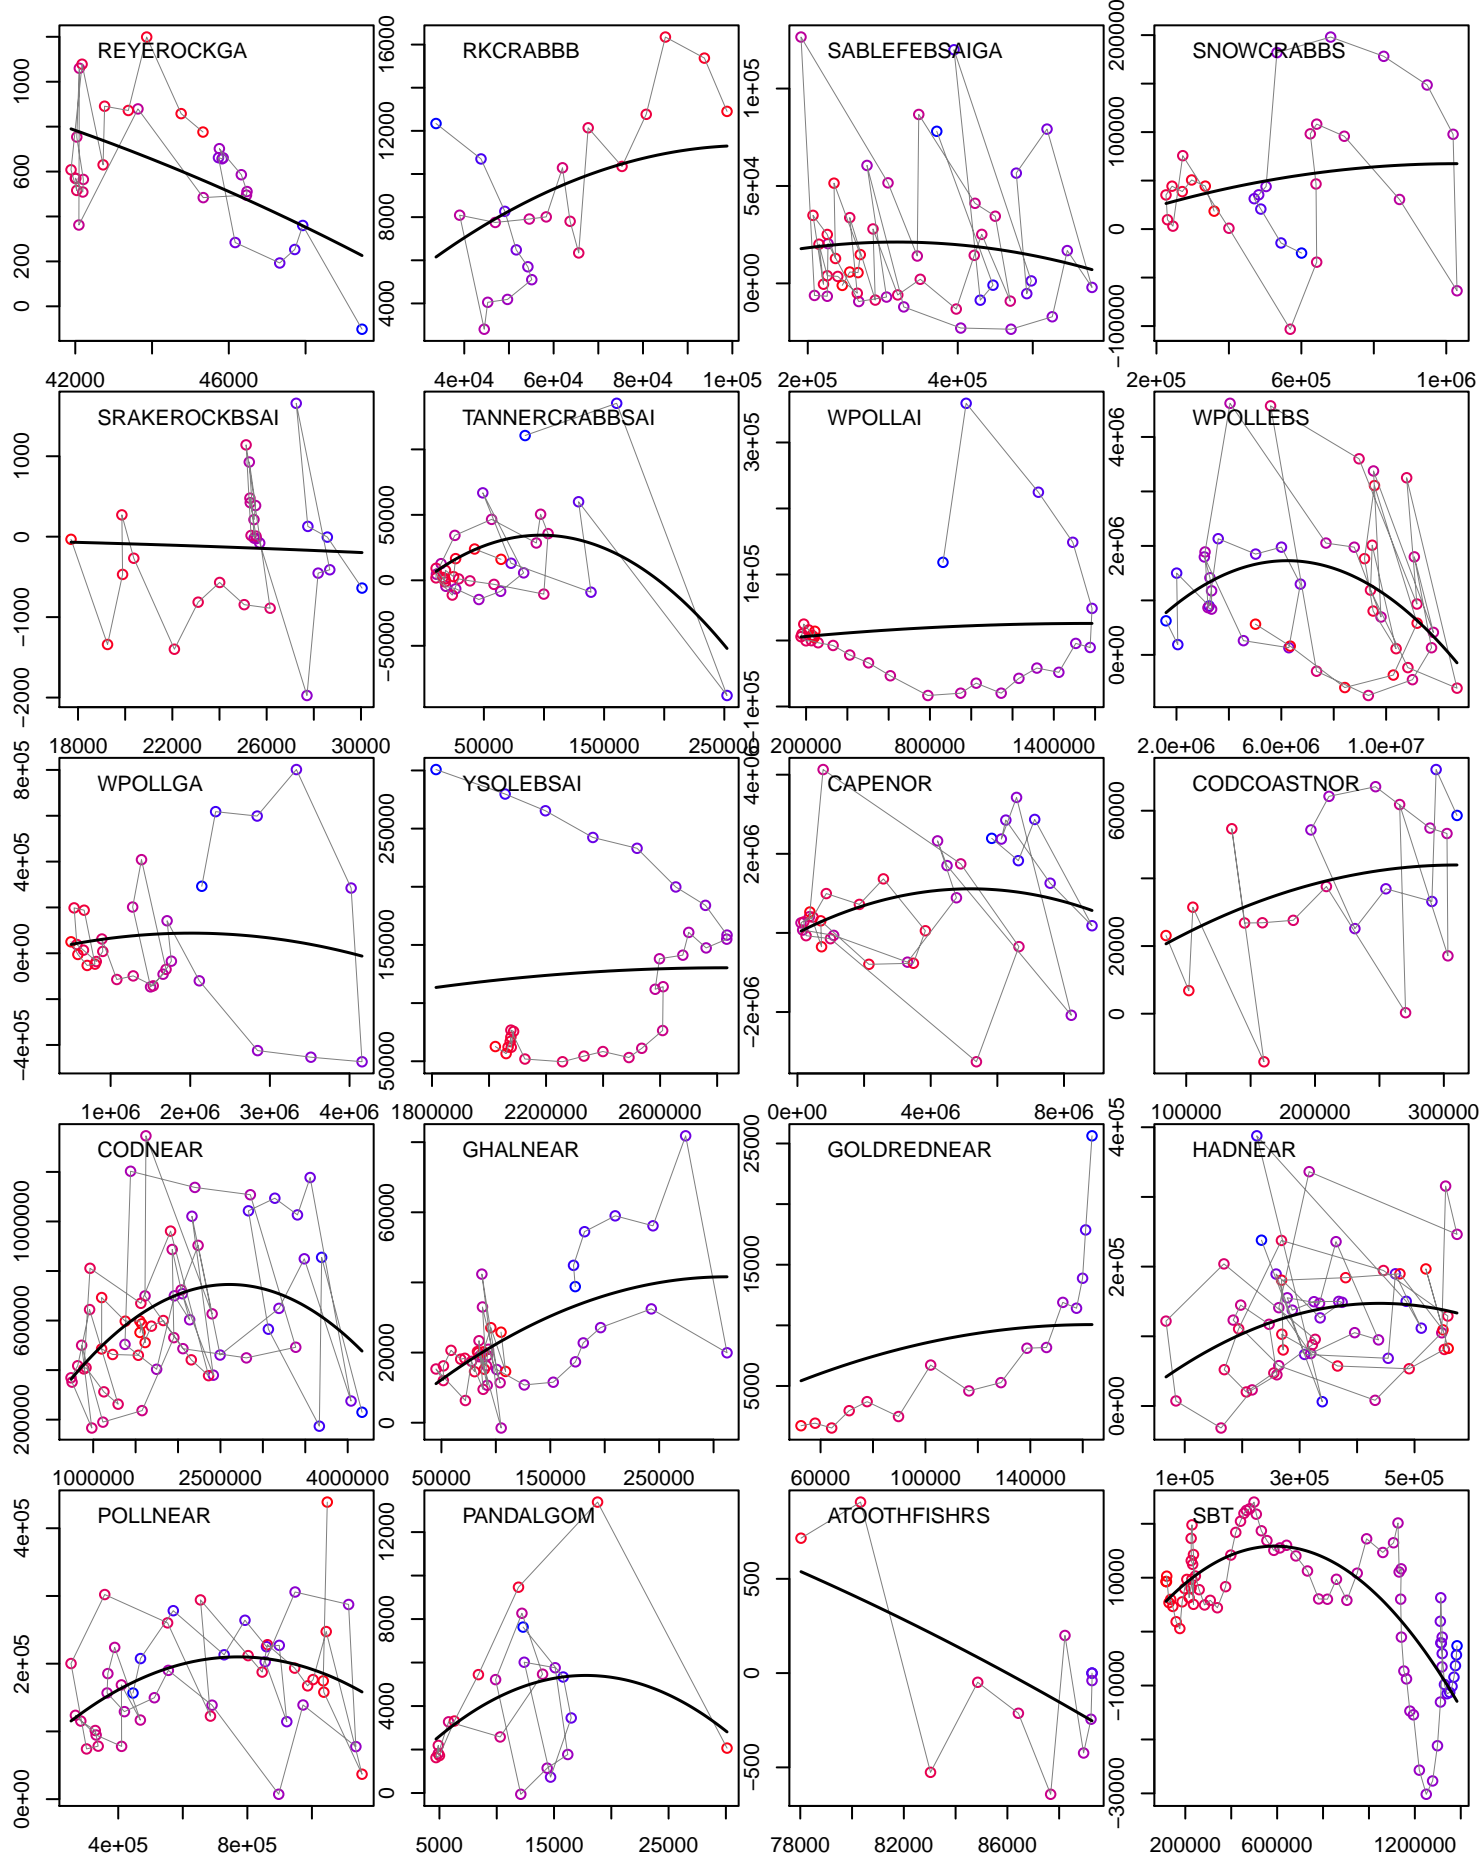 REYEROCKGA
RKCRABBB
SABLEFEBSAIGA
SNOWCRABBS
0 200 600 1000
4000 8000 12000 16000
0e+00 5e+04 1e+05
−100000 0 100000 200000
42000 46000
4e+04 6e+04 8e+04 1e+05
2e+05 4e+05
2e+05 6e+05 1e+06
SRAKEROCKBSAI
TANNERCRABBSAI
WPOLLAI
WPOLLEBS
−2000 −1000 0 1000
−50000 0 50000
−1e+05 1e+05 3e+05
0e+00 2e+06 4e+06
18000 22000 26000 30000
50000 150000 250000
200000 800000 1400000
2.0e+06 6.0e+06 1.0e+07
WPOLLGA
YSOLEBSAI
CAPENOR
CODCOASTNOR
−4e+05 0e+00 4e+05 8e+05
50000 150000 250000
−2e+06 2e+06 4e+06
0 20000 60000
1e+06 2e+06 3e+06 4e+06
1800000 2200000 2600000
0e+00 4e+06 8e+06
100000 200000 300000
CODNEAR
GHALNEAR
GOLDREDNEAR
HADNEAR
200000 600000 1000000
0 20000 60000
5000 15000 25000
0e+00 2e+05 4e+05
1000000 2500000 4000000
50000 150000 250000
60000 100000 140000
1e+05 3e+05 5e+05
POLLNEAR
PANDALGOM
ATOOTHFISHRS
SBT
0e+00 2e+05 4e+05
0 4000 8000 12000
−500 0 500
−30000 −10000 10000
4e+05 8e+05
5000 15000 25000
78000 82000 86000
200000 600000 1200000